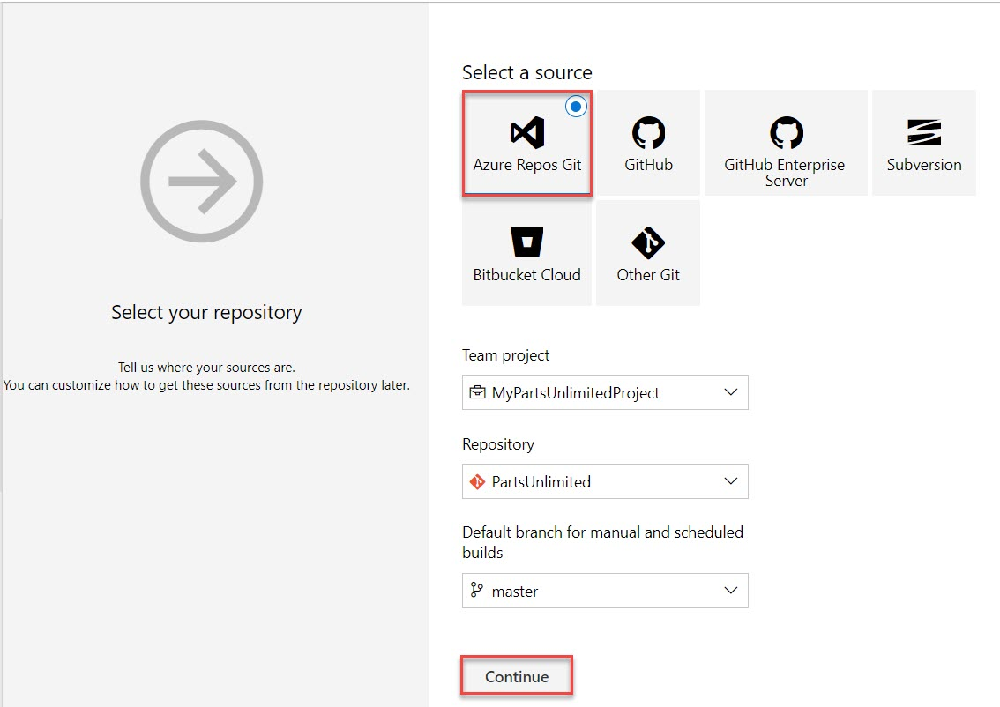 Select your repository
Tell us where your sources are.
You can customize how to get these sources from the repository later.
Select a source
Azure Repos Git
GitHub
GitHub Enterprise
Server
Subversion
Bitbucket Cloud
Other Git
Team project
MyPartsUnlimitedProject
Repository
PartsUnlimited
Default branch for manual and scheduled
builds
master
Continue